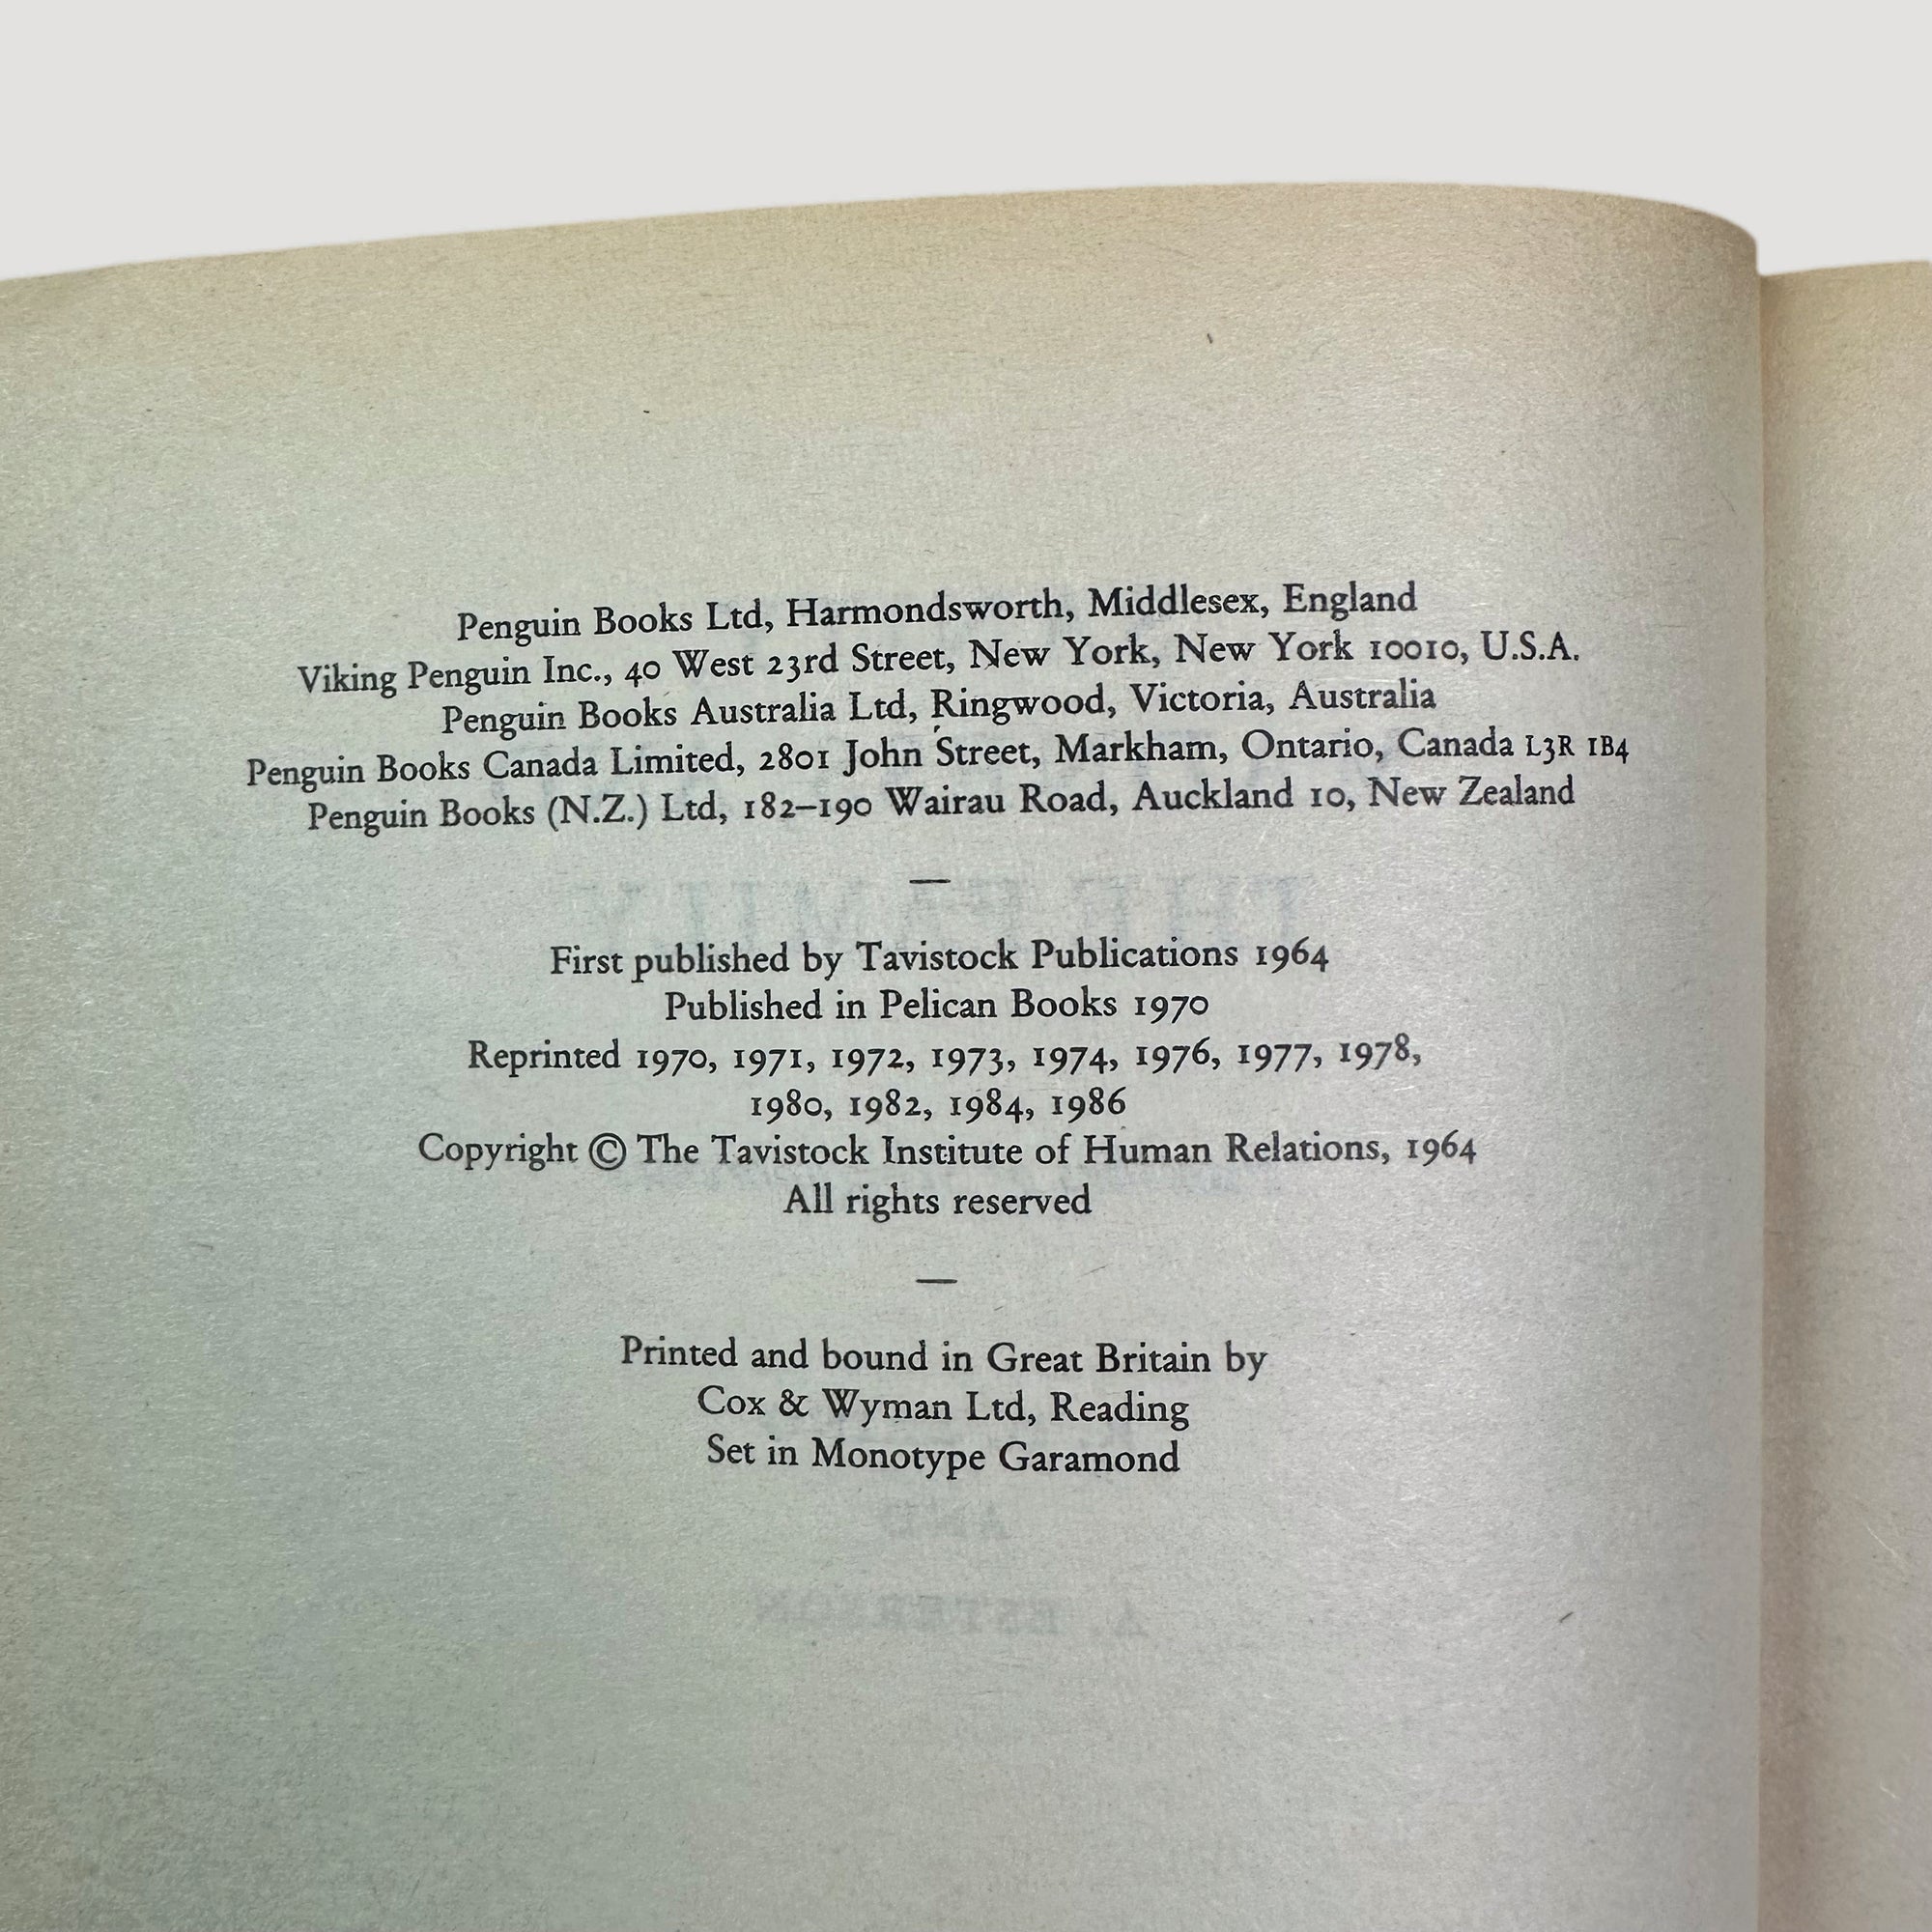 Penguin Books Ltd, Harmondsworth, Middlesex, England
Viking Penguin Inc., 40 West 23rd Street, New York, New York 10010, U.S.A.
Penguin Books Australia Ltd, Ringwood, Victoria, Australia
Penguin Books Canada Limited, 2801 John Street, Markham, Ontario, Canada L3R 1B4
Penguin Books (N.Z.) Ltd, 182–190 Wairau Road, Auckland 10, New Zealand
—
First published by Tavistock Publications 1964
Published in Pelican Books 1970
Reprinted 1970, 1971, 1972, 1973, 1974, 1976, 1977, 1978,
1980, 1982, 1984, 1986
Copyright © The Tavistock Institute of Human Relations, 1964
All rights reserved
—
Printed and bound in Great Britain by
Cox & Wyman Ltd, Reading
Set in Monotype Garamond